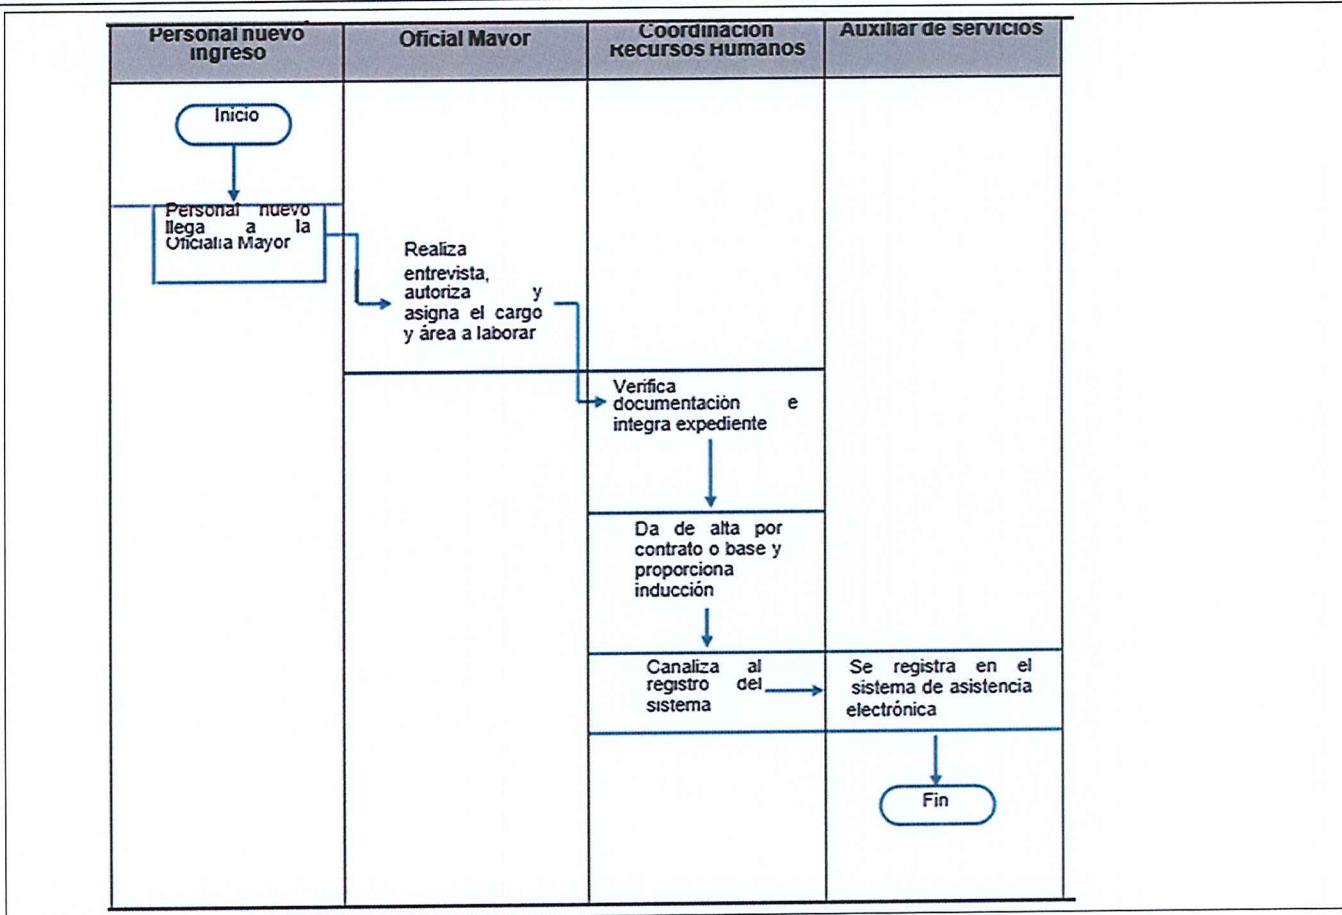 Personal nuevo
ingreso
Oficial Mayor
Coordinación
Recursos Humanos
Auxiliar de servicios
Inicio
Personal nuevo
llega a la
Oficialía Mayor
Realiza
entrevista,
autoriza y
asigna el cargo
y área a laborar
Verifica
documentación e
integra expediente
Da de alta por
contrato o base y
proporciona
inducción
Canaliza al
registro del
sistema
Se registra en el
sistema de asistencia
electrónica
Fin